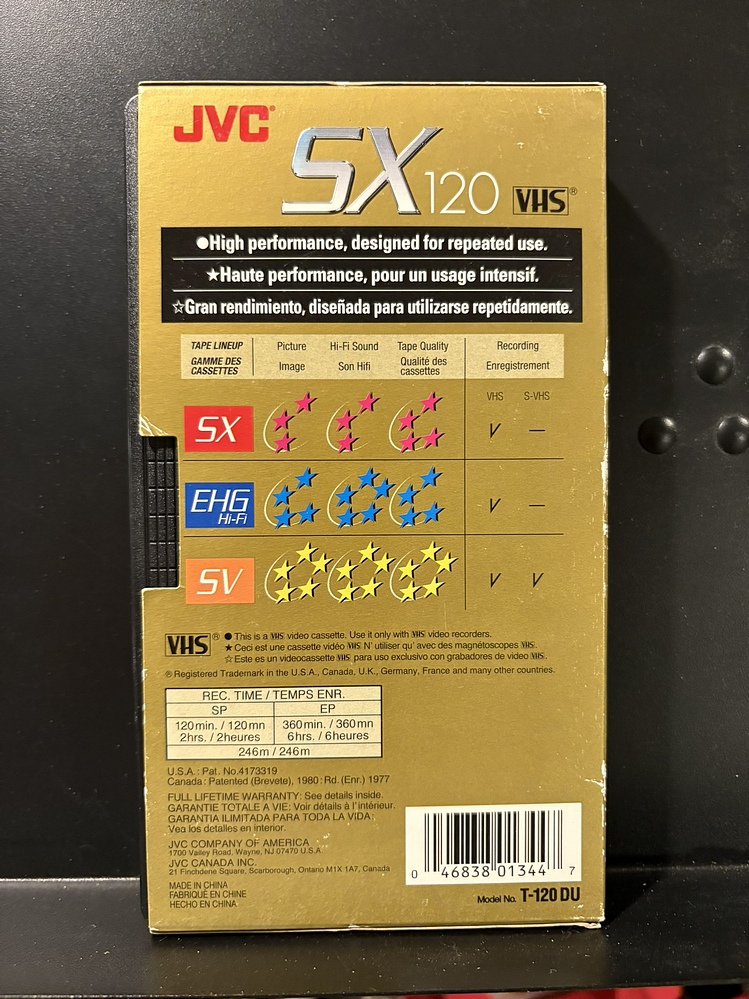 JVC®
SX 120 VHS®
●High performance, designed for repeated use.
★Haute performance, pour un usage intensif.
☆Gran rendimiento, diseñada para utilizarse repetidamente.
TAPE LINEUP Picture Hi-Fi Sound Tape Quality Recording
GAMME DES CASSETTES Image Son Hifi Qualité des cassettes Enregistrement
VHS S-VHS
SX V —
EHG Hi-Fi V —
SV V V
VHS® ● This is a VHS video cassette. Use it only with VHS video recorders.
★ Ceci est une cassette vidéo VHS N' utiliser qu' avec des magnétoscopes VHS.
☆ Este es un videocassette VHS para uso exclusivo con grabadores de video VHS.
® Registered Trademark in the U.S.A., Canada, U.K., Germany, France and many other countries.
REC. TIME / TEMPS ENR.
SP EP
120min. / 120mn 360min. / 360mn
2hrs. / 2heures 6hrs. / 6heures
246m / 246m
U.S.A.: Pat. No.4173319
Canada: Patented (Brevete), 1980: Rd. (Enr.) 1977
FULL LIFETIME WARRANTY: See details inside.
GARANTIE TOTALE A VIE: Voir détails à l'intérieur.
GARANTIA ILIMITADA PARA TODA LA VIDA:
Vea los detalles en interior.
JVC COMPANY OF AMERICA
1700 Valley Road, Wayne, NJ 07470 U.S.A
JVC CANADA INC.
21 Finchdene Square, Scarborough, Ontario M1X 1A7, Canada
MADE IN CHINA
FABRIQUÉ EN CHINE
HECHO EN CHINA
0 46838 01344 7
Model No. T-120 DU